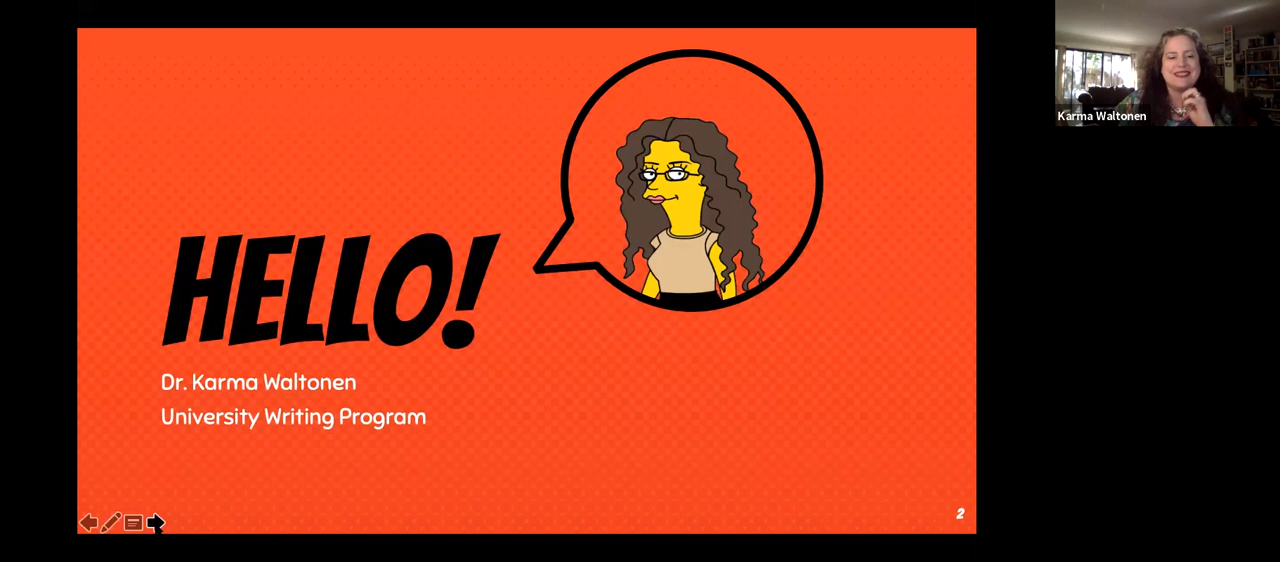 HELLO!
Dr. Karma Waltonen
University Writing Program
2
Karma Waltonen